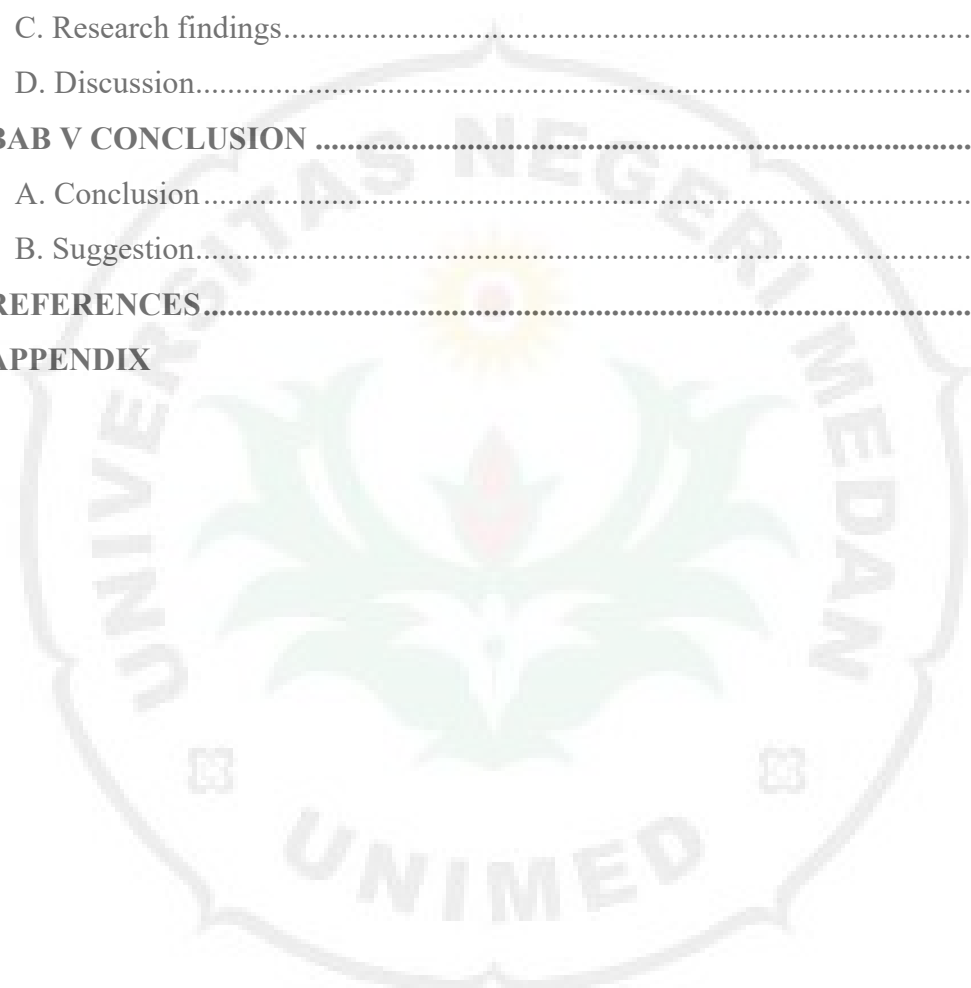 C. Research findings....................................................................................
D. Discussion...............................................................................................
BAB V CONCLUSION ................................................................................
A. Conclusion..............................................................................................
B. Suggestion...............................................................................................
REFERENCES..............................................................................................
APPENDIX
UNIVERSITAS NEGERI MEDAN
UNIMED